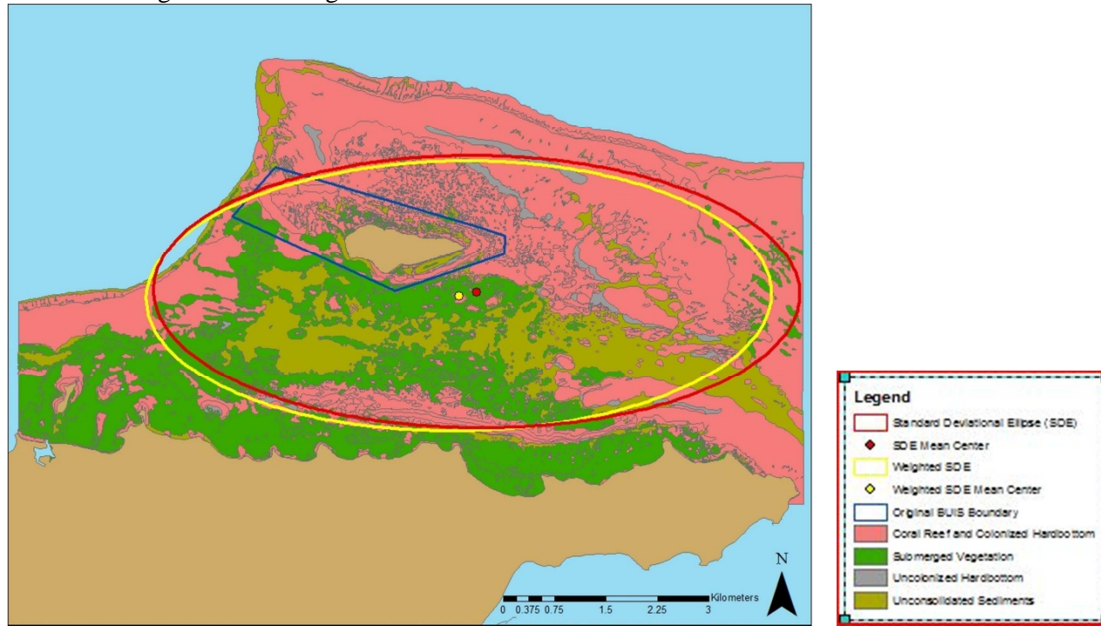 N
Kilometers
0 0.375 0.75 1.5 2.25 3
Legend
Standard Deviational Ellipse (SDE)
SDE Mean Center
Weighted SDE
Weighted SDE Mean Center
Original BUIS Boundary
Coral Reef and Colonized Hardbottom
Submerged Vegetation
Uncolonized Hardbottom
Unconsolidated Sediments